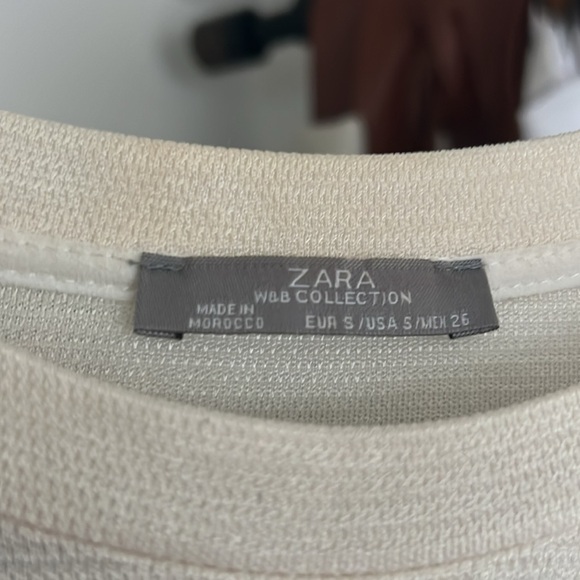 ZARA
W&B COLLECTION
MADE IN
MOROCCO
EUR S / USA S / MEX 26